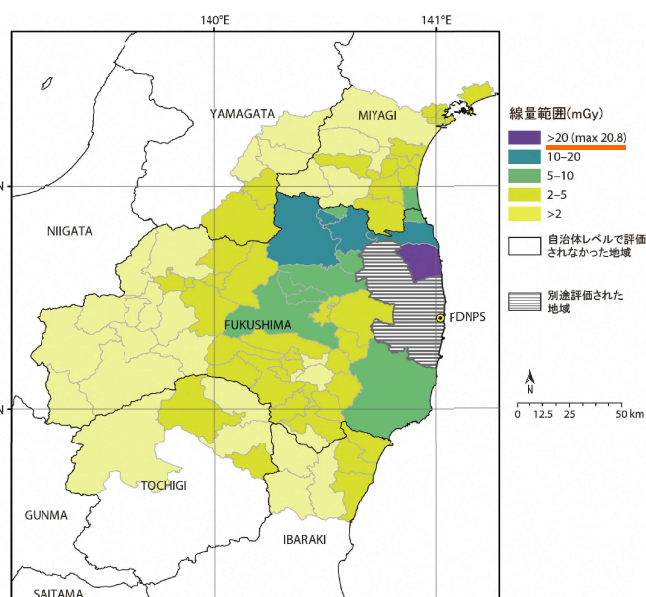 140°E
141°E
YAMAGATA
MIYAGI
NIIGATA
FUKUSHIMA
FDNPS
TOCHIGI
GUNMA
IBARAKI
SAITAMA
N
N
線量範囲(mGy)
>20 (max 20.8)
10–20
5–10
2–5
>2
自治体レベルで評価
されなかった地域
別途評価された
地域
N
0 12.5 25 50 km